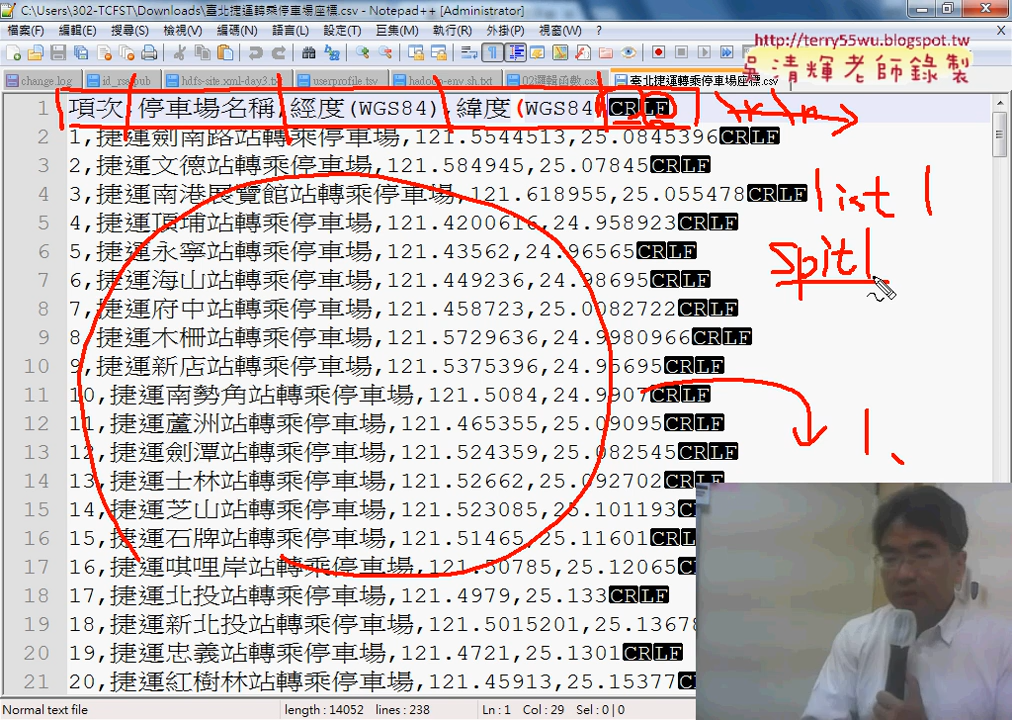 C:\Users\302-TCFST\Downloads\臺北捷運轉乘停車場座標.csv - Notepad++ [Administrator]
檔案(F) 編輯(E) 搜尋(S) 檢視(V) 編碼(N) 語言(L) 設定(T) 巨集(M) 執行(R) 外掛(P) 視窗(W) ? X
http://terry55wu.blogspot.tw
吳清輝老師錄製
change.log id_rsa.pub hdfs-site.xml-day3.txt userprofile.tsv hadoop-env.sh.txt 02邏輯函數.csv 臺北捷運轉乘停車場座標.csv
1 項次,停車場名稱,經度(WGS84),緯度(WGS84)CRLF
2 1,捷運劍南路站轉乘停車場,121.5544513,25.0845396CRLF
3 2,捷運文德站轉乘停車場,121.584945,25.07845CRLF
4 3,捷運南港展覽館站轉乘停車場,121.618955,25.055478CRLF
list 1
5 4,捷運頂埔站轉乘停車場,121.4200616,24.958923CRLF
6 5,捷運永寧站轉乘停車場,121.43562,24.96565CRLF
spitl
7 6,捷運海山站轉乘停車場,121.449236,24.98695CRLF
8 7,捷運府中站轉乘停車場,121.458723,25.0082722CRLF
9 8,捷運木柵站轉乘停車場,121.5729636,24.9980966CRLF
10 9,捷運新店站轉乘停車場,121.5375396,24.95695CRLF
11 10,捷運南勢角站轉乘停車場,121.5084,24.9907CRLF
12 11,捷運蘆洲站轉乘停車場,121.465355,25.09095CRLF
1、
13 12,捷運劍潭站轉乘停車場,121.524359,25.082545CRLF
14 13,捷運士林站轉乘停車場,121.52662,25.092702CRLF
15 14,捷運芝山站轉乘停車場,121.523085,25.101193C
16 15,捷運石牌站轉乘停車場,121.51465,25.11601CRL
17 16,捷運唭哩岸站轉乘停車場,121.50785,25.12065CR
18 17,捷運北投站轉乘停車場,121.4979,25.133CRLF
19 18,捷運新北投站轉乘停車場,121.5015201,25.13678
20 19,捷運忠義站轉乘停車場,121.4721,25.1301CRLF
21 20,捷運紅樹林站轉乘停車場,121.45913,25.15377CR
Normal text file length : 14052 lines : 238 Ln : 1 Col : 29 Sel : 0 | 0